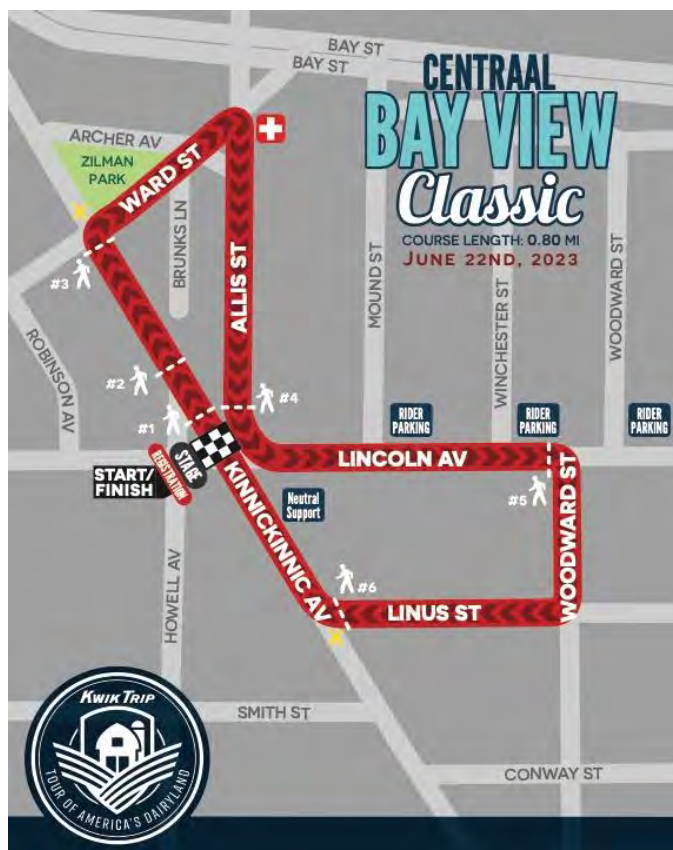 BAY ST
BAY ST
CENTRAAL
BAY VIEW
Classic
COURSE LENGTH: 0.80 MI
JUNE 22ND, 2023
ARCHER AV
ZILMAN
PARK
WARD ST
BRUNKS LN
ALLIS ST
MOUND ST
WINCHESTER ST
WOODWARD ST
#3
ROBINSON AV
#2
#1
#4
RIDER
PARKING
RIDER
PARKING
RIDER
PARKING
START/
FINISH
REGISTRATION
STAGE
LINCOLN AV
KINNICKINNIC AV
Neutral
Support
#5
WOODWARD ST
HOWELL AV
#6
LINUS ST
SMITH ST
CONWAY ST
KWIK TRIP
TOUR OF AMERICA'S DAIRYLAND